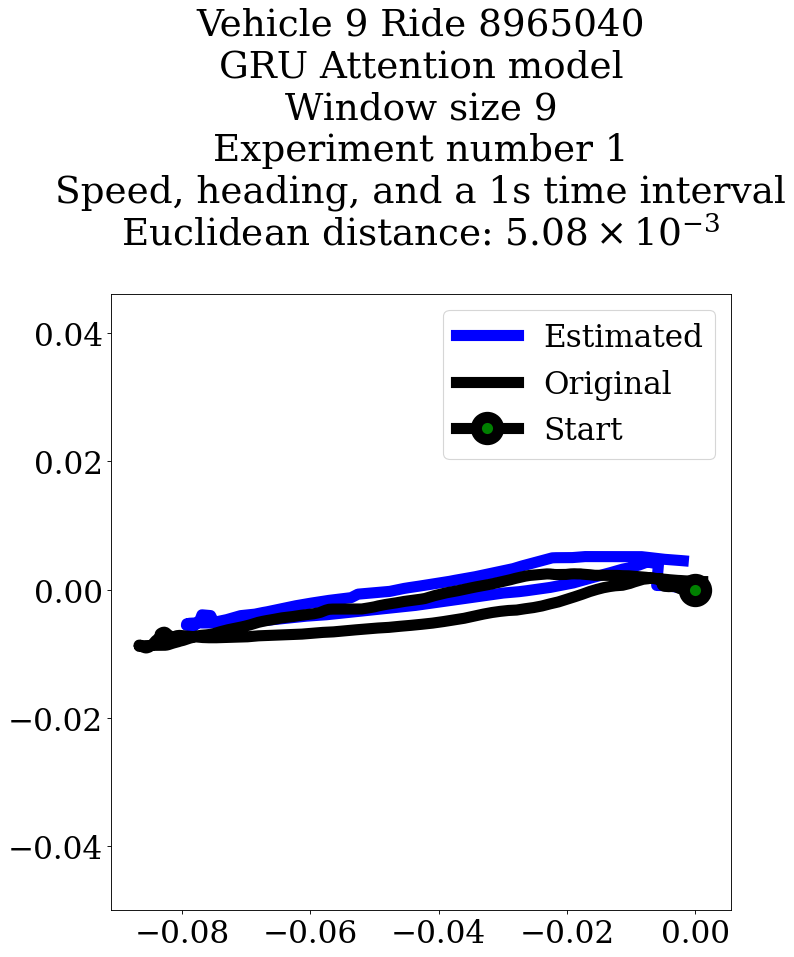 Vehicle 9 Ride 8965040
GRU Attention model
Window size 9
Experiment number 1
Speed, heading, and a 1s time interval
Euclidean distance: 5.08 × 10⁻³
Estimated
Original
Start
0.04
0.02
0.00
−0.02
−0.04
−0.08 −0.06 −0.04 −0.02 0.00